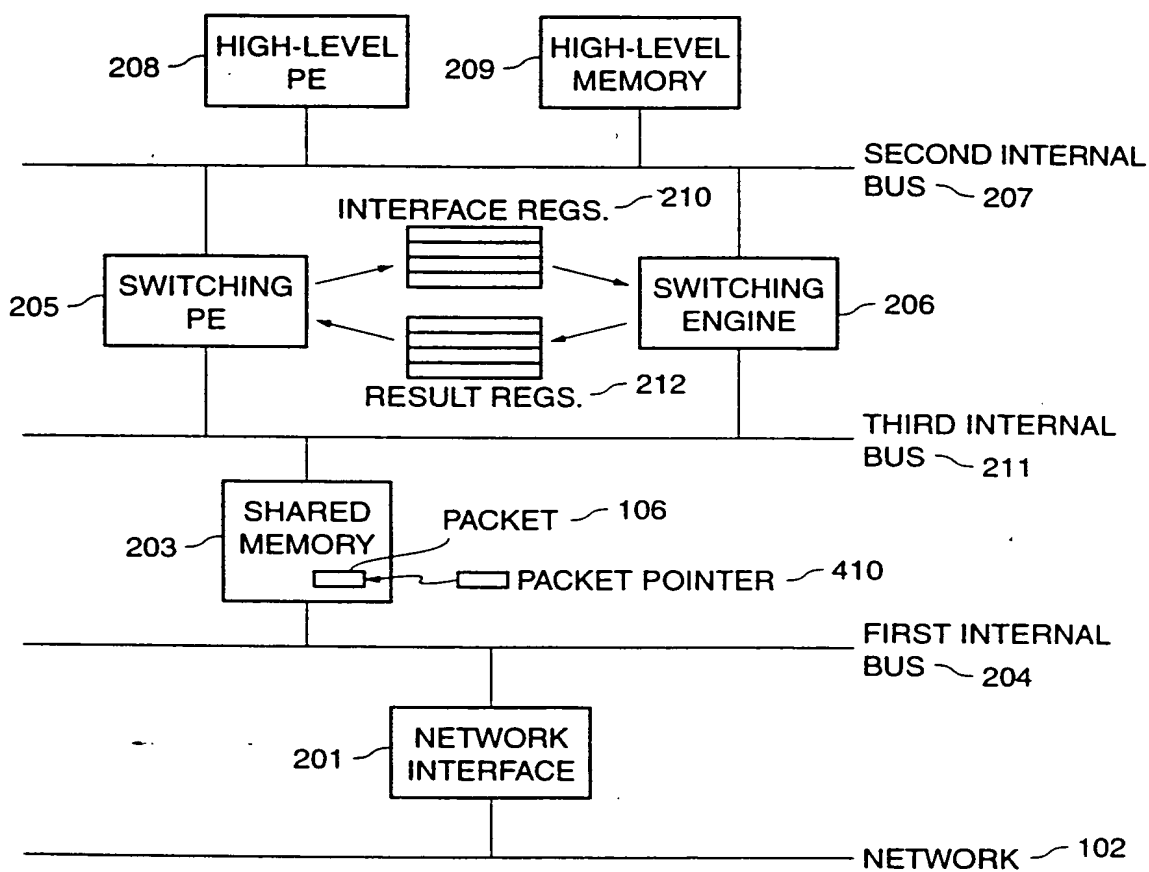 HIGH-LEVEL
PE
208
HIGH-LEVEL
MEMORY
209
SECOND INTERNAL
BUS 207
INTERFACE REGS. 210
SWITCHING
PE
205
SWITCHING
ENGINE
206
RESULT REGS. 212
THIRD INTERNAL
BUS 211
SHARED
MEMORY
203
PACKET 106
PACKET POINTER 410
FIRST INTERNAL
BUS 204
NETWORK
INTERFACE
201
NETWORK 102